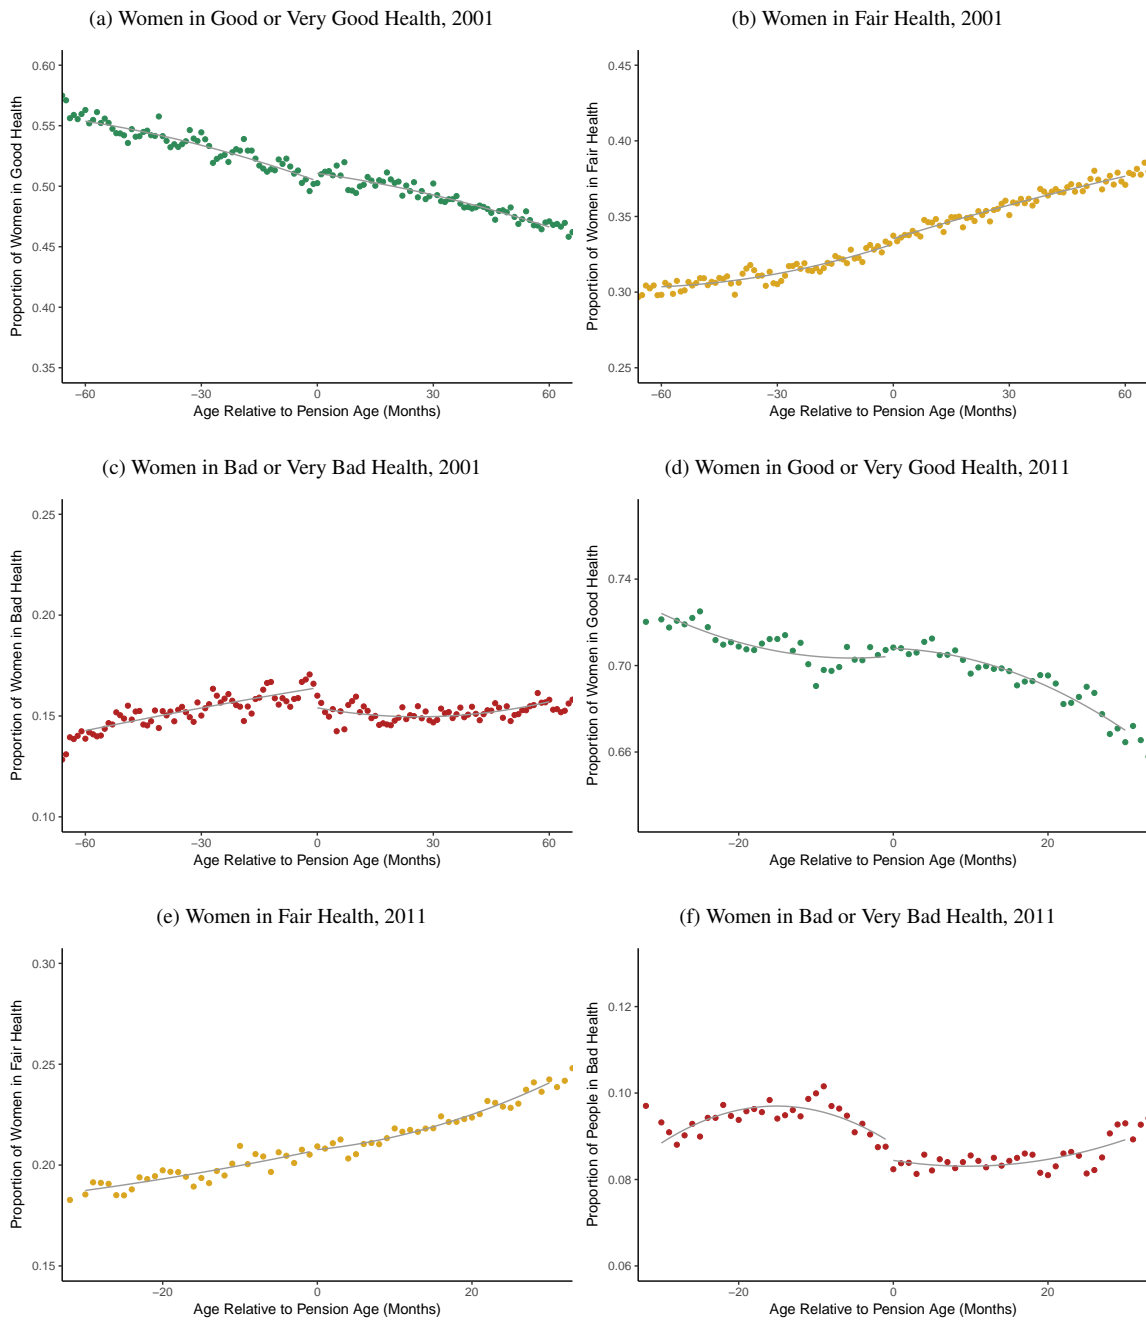 (a) Women in Good or Very Good Health, 2001
Proportion of Women in Good Health
0.60
0.55
0.50
0.45
0.40
0.35
−60
−30
0
30
60
Age Relative to Pension Age (Months)
(b) Women in Fair Health, 2001
Proportion of Women in Fair Health
0.45
0.40
0.35
0.30
0.25
−60
−30
0
30
60
Age Relative to Pension Age (Months)
(c) Women in Bad or Very Bad Health, 2001
Proportion of Women in Bad Health
0.25
0.20
0.15
0.10
−60
−30
0
30
60
Age Relative to Pension Age (Months)
(d) Women in Good or Very Good Health, 2011
Proportion of Women in Good Health
0.74
0.70
0.66
−20
0
20
Age Relative to Pension Age (Months)
(e) Women in Fair Health, 2011
Proportion of Women in Fair Health
0.30
0.25
0.20
0.15
−20
0
20
Age Relative to Pension Age (Months)
(f) Women in Bad or Very Bad Health, 2011
Proportion of People in Bad Health
0.12
0.10
0.08
0.06
−20
0
20
Age Relative to Pension Age (Months)